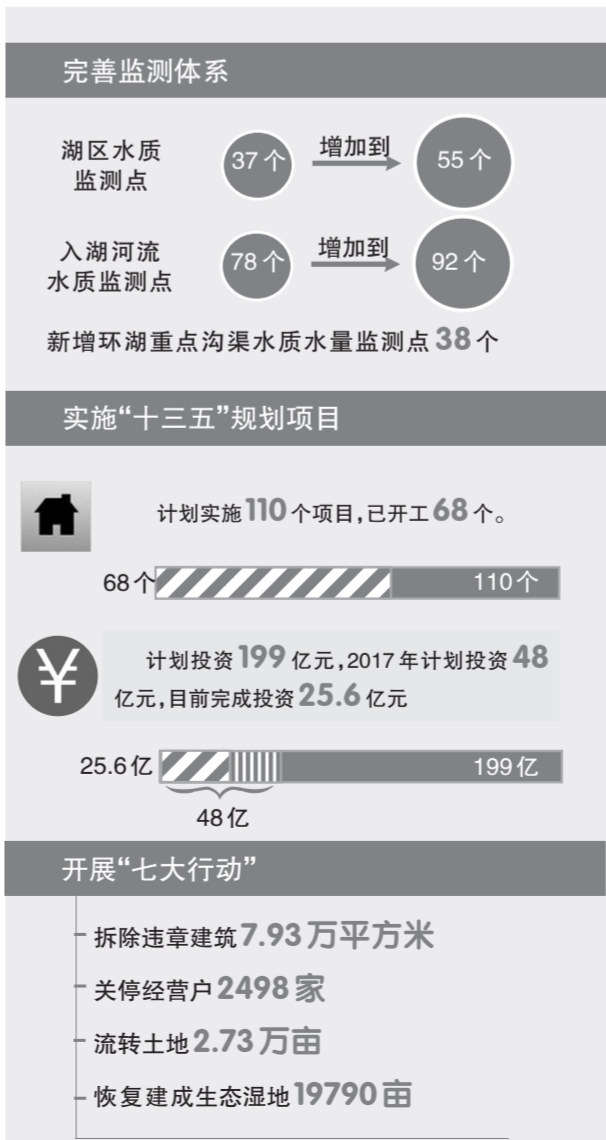 完善监测体系
湖区水质
监测点
37个
增加到
55个
入湖河流
水质监测点
78个
增加到
92个
新增环湖重点沟渠水质水量监测点38个
实施“十三五”规划项目
计划实施110个项目,已开工68个。
68个
110个
¥
计划投资199亿元,2017年计划投资48
亿元,目前完成投资25.6亿元
25.6亿
199亿
48亿
开展“七大行动”
拆除违章建筑7.93万平方米
关停经营户2498家
流转土地2.73万亩
恢复建成生态湿地19790亩